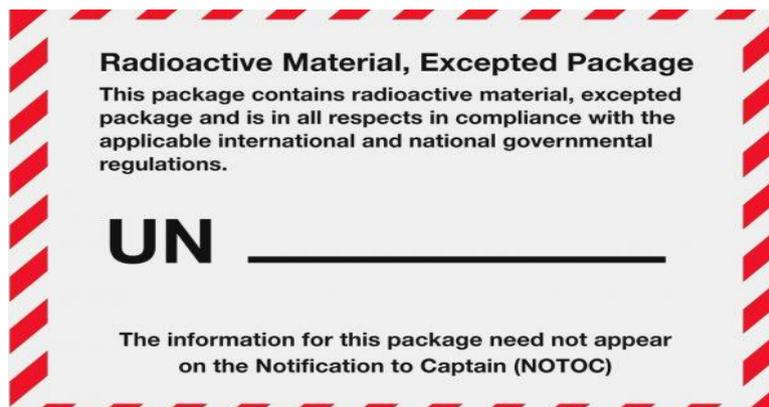 Radioactive Material, Excepted Package
This package contains radioactive material, excepted
package and is in all respects in compliance with the
applicable international and national governmental
regulations.
UN
The information for this package need not appear
on the Notification to Captain (NOTOC)